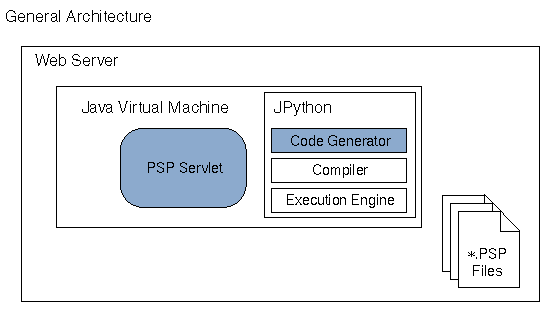 General Architecture
Web Server
Java Virtual Machine
JPython
PSP Servlet
Code Generator
Compiler
Execution Engine
*.PSP
Files